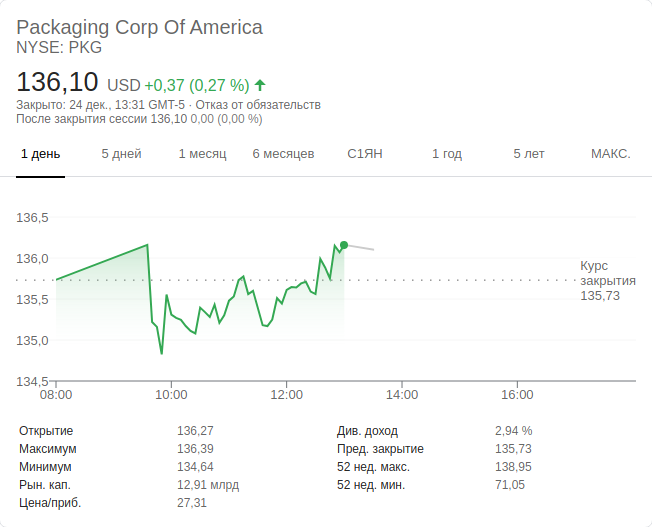 Packaging Corp Of America
NYSE: PKG
136,10 USD +0,37 (0,27 %)
Закрыто: 24 дек., 13:31 GMT-5 · Отказ от обязательств
После закрытия сессии 136,10 0,00 (0,00 %)
1 день 5 дней 1 месяц 6 месяцев С1ЯН 1 год 5 лет МАКС.
136,5
136,0
Курс
закрытия
135,73
135,5
135,0
134,5
08:00 10:00 12:00 14:00 16:00
Открытие 136,27 Див. доход 2,94 %
Максимум 136,39 Пред. закрытие 135,73
Минимум 134,64 52 нед. макс. 138,95
Рын. кап. 12,91 млрд 52 нед. мин. 71,05
Цена/приб. 27,31